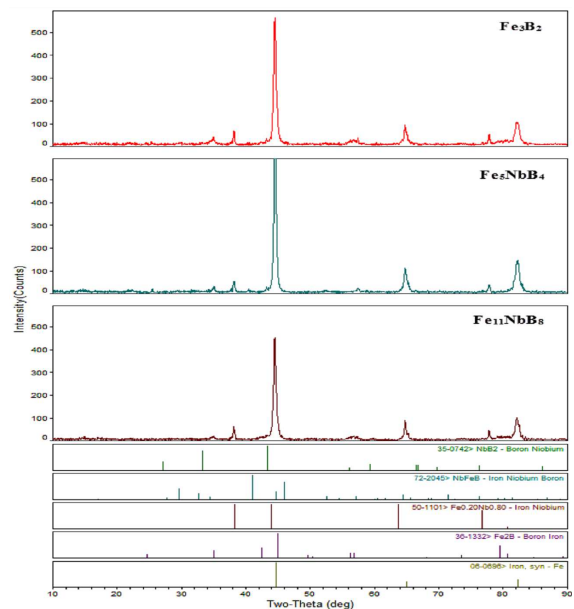 Fe₃B₂
500
400
300
200
100
0
Fe₅NbB₄
500
400
300
200
100
0
Intensity(Counts)
Fe₁₁NbB₈
500
400
300
200
100
0
35-0742> NbB2 - Boron Niobium
72-2045> NbFeB - Iron Niobium Boron
50-1101> Fe0.20Nb0.80 - Iron Niobium
36-1332> Fe2B - Boron Iron
06-0696> Iron, syn - Fe
10 20 30 40 50 60 70 80 90
Two-Theta (deg)